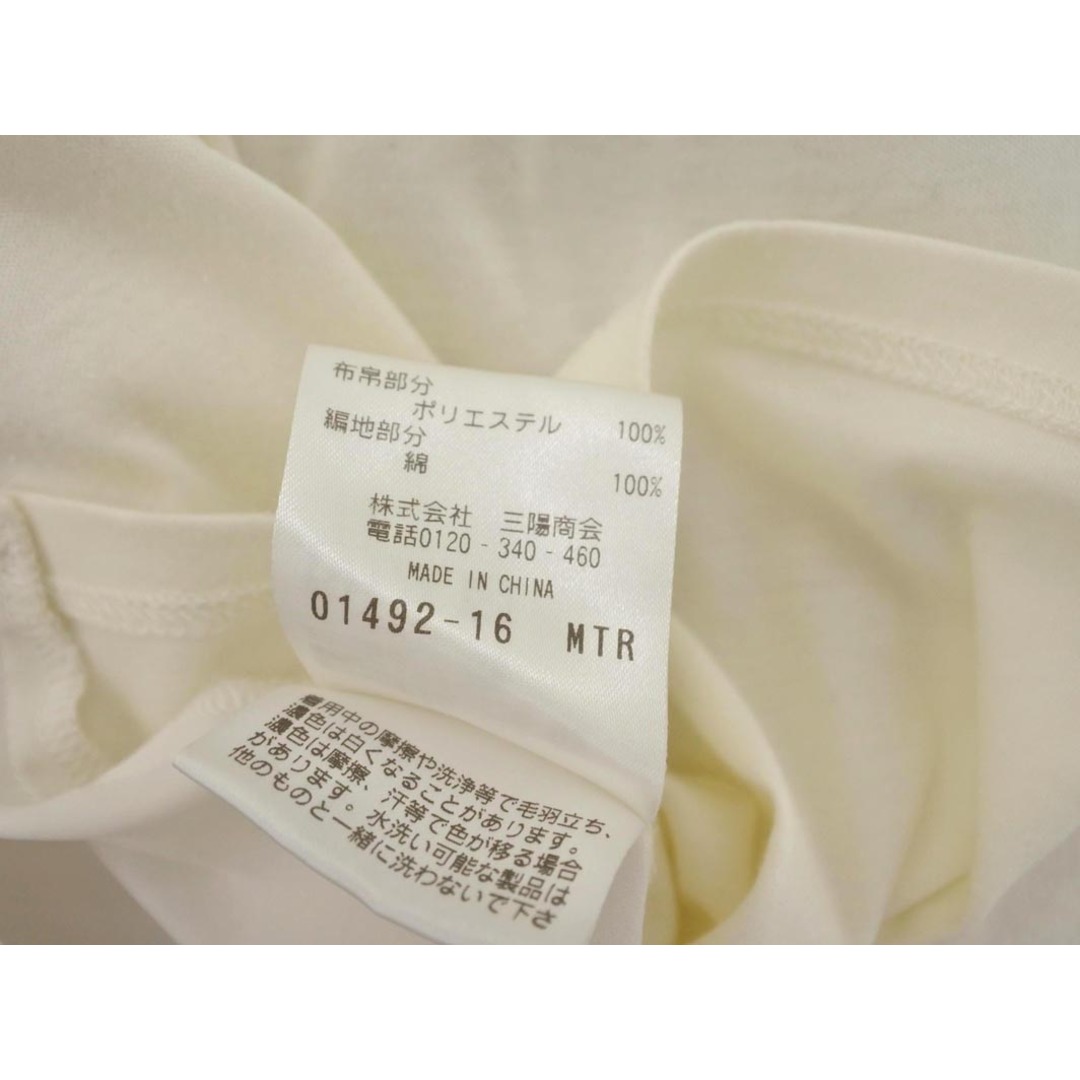 布帛部分
ポリエステル 100%
編地部分
綿 100%
株式会社 三陽商会
電話0120-340-460
MADE IN CHINA
01492-16 MTR
着用中の摩擦や洗浄等で毛羽立ち、
濃色は白くなることがあります。
濃色は摩擦、汗等で色が移る場合
があります。水洗い可能な製品は
他のものと一緒に洗わないで下さ